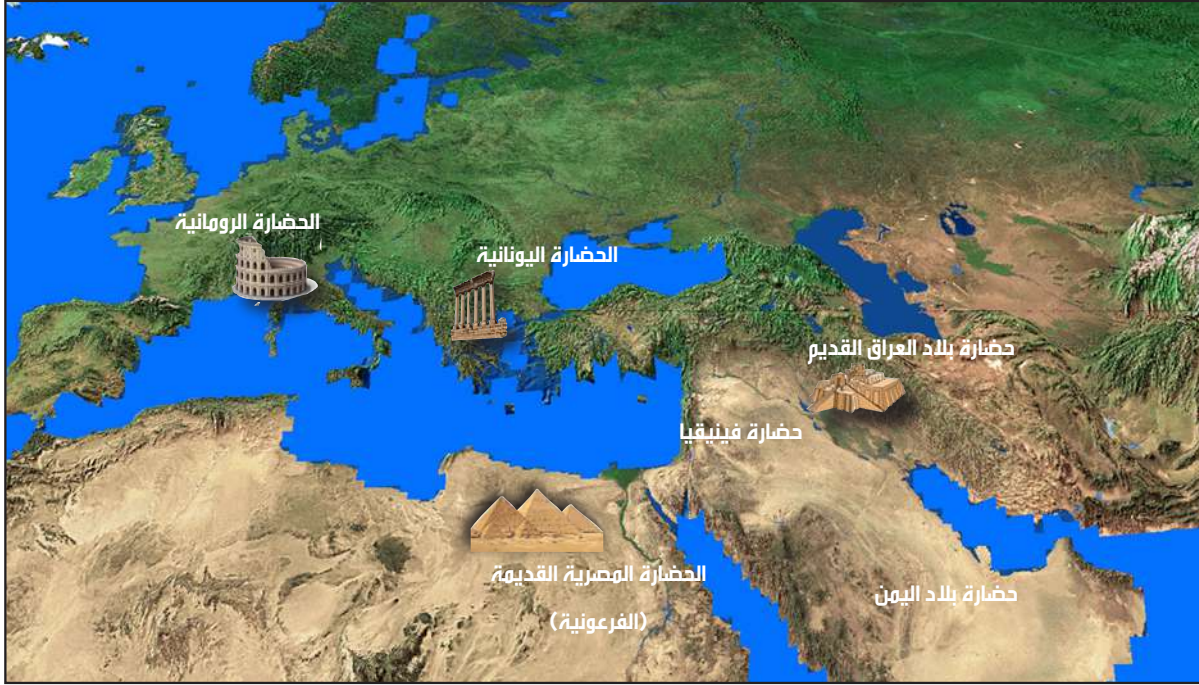 الحضارة الرومانية
الحضارة اليونانية
حضارة بلاد العراق القديم
حضارة فينيقيا
الحضارة المصرية القديمة
(الفرعونية)
حضارة بلاد اليمن